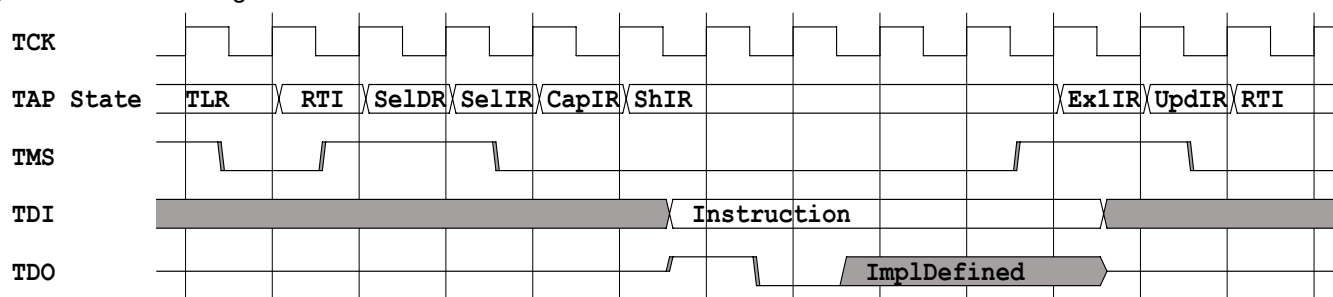 TCK
TAP State TLR RTI SelDR SelIR CapIR ShIR Ex1IR UpdIR RTI
TMS
TDI Instruction
TDO ImplDefined